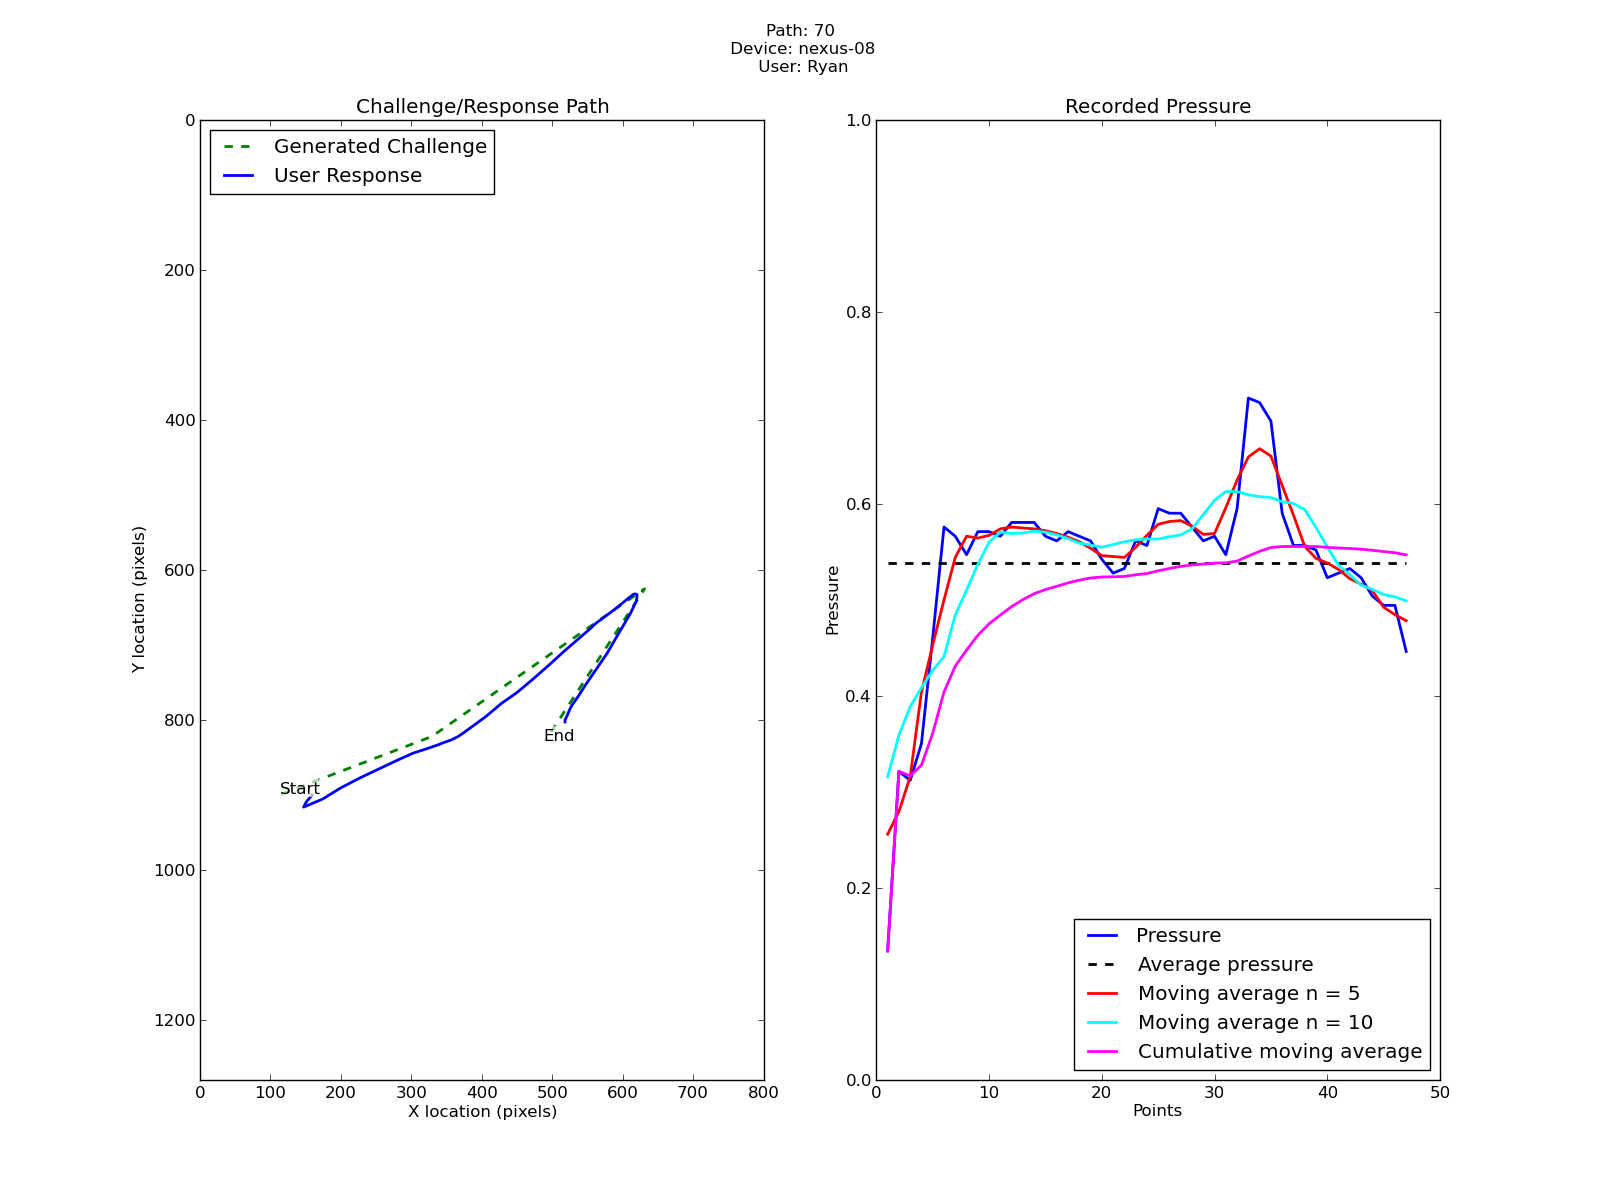 Path: 70
Device: nexus-08
User: Ryan
Challenge/Response Path
Generated Challenge
User Response
0
200
400
600
800
1000
1200
Y location (pixels)
Start
End
0 100 200 300 400 500 600 700 800
X location (pixels)
Recorded Pressure
1.0
0.8
0.6
0.4
0.2
0.0
Pressure
Pressure
Average pressure
Moving average n = 5
Moving average n = 10
Cumulative moving average
0 10 20 30 40 50
Points